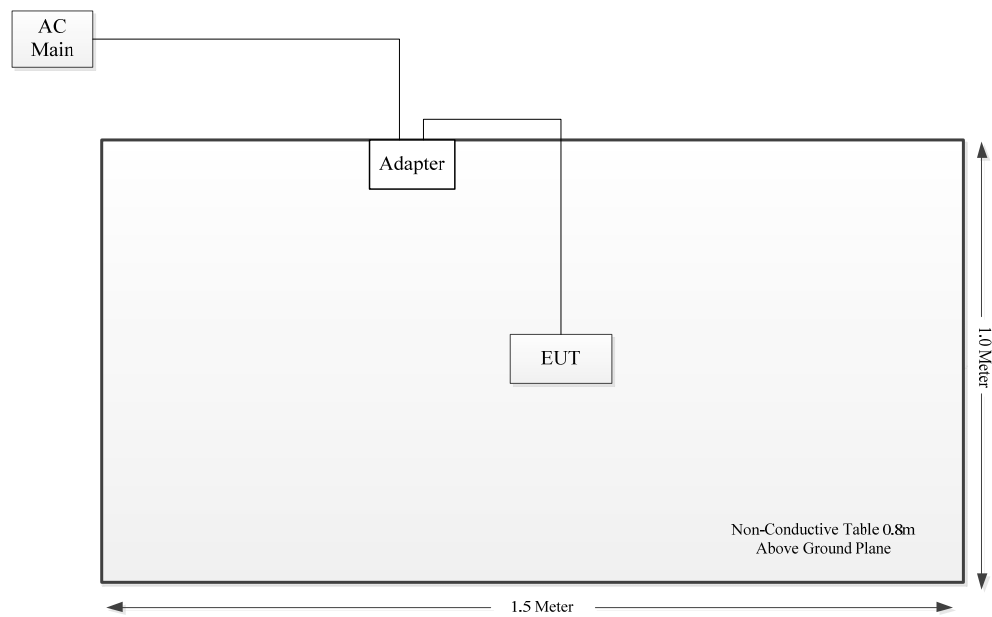 AC
Main
Adapter
EUT
1.0 Meter
Non-Conductive Table 0.8m
Above Ground Plane
1.5 Meter